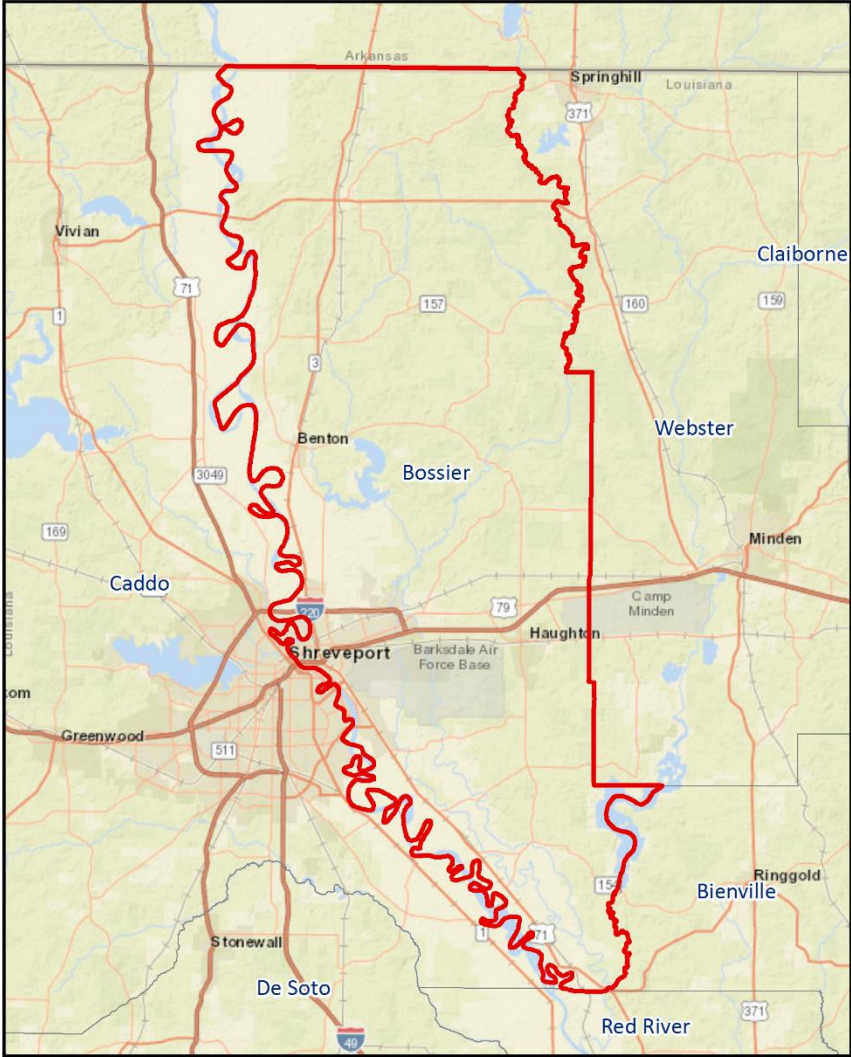 Arkansas
Springhill
Louisiana
371
Vivian
Claiborne
71
157
160
159
1
3
Webster
Benton
Bossier
3049
169
Minden
Caddo
Camp
Minden
79
220
Haughton
Louisiana
Shreveport
Barksdale Air
Force Base
com
Greenwood
511
154
Ringgold
Bienville
1
71
Stonewall
De Soto
371
Red River
49